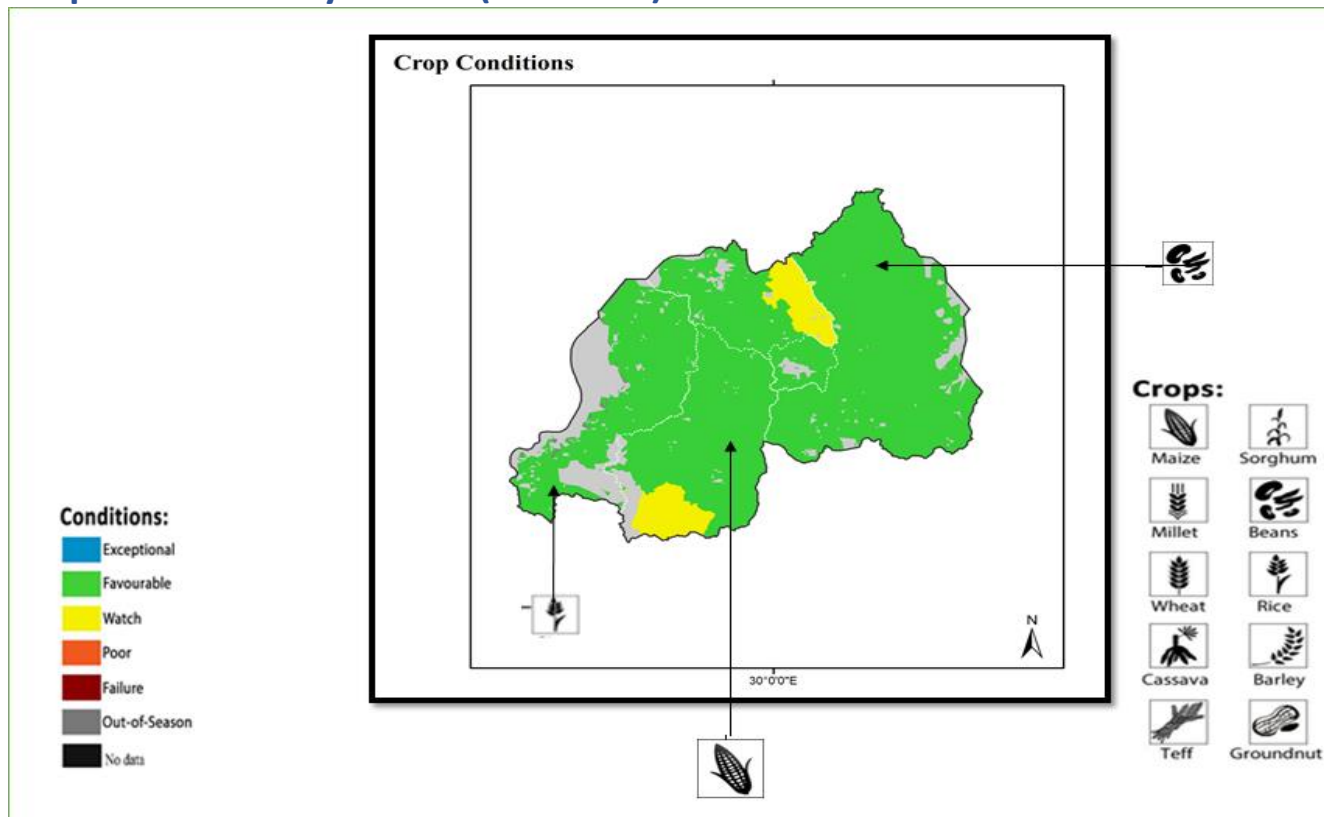 Crop Conditions
30°0'0"E
N
Conditions:
Exceptional
Favourable
Watch
Poor
Failure
Out-of-Season
No data
Crops:
Maize
Sorghum
Millet
Beans
Wheat
Rice
Cassava
Barley
Teff
Groundnut